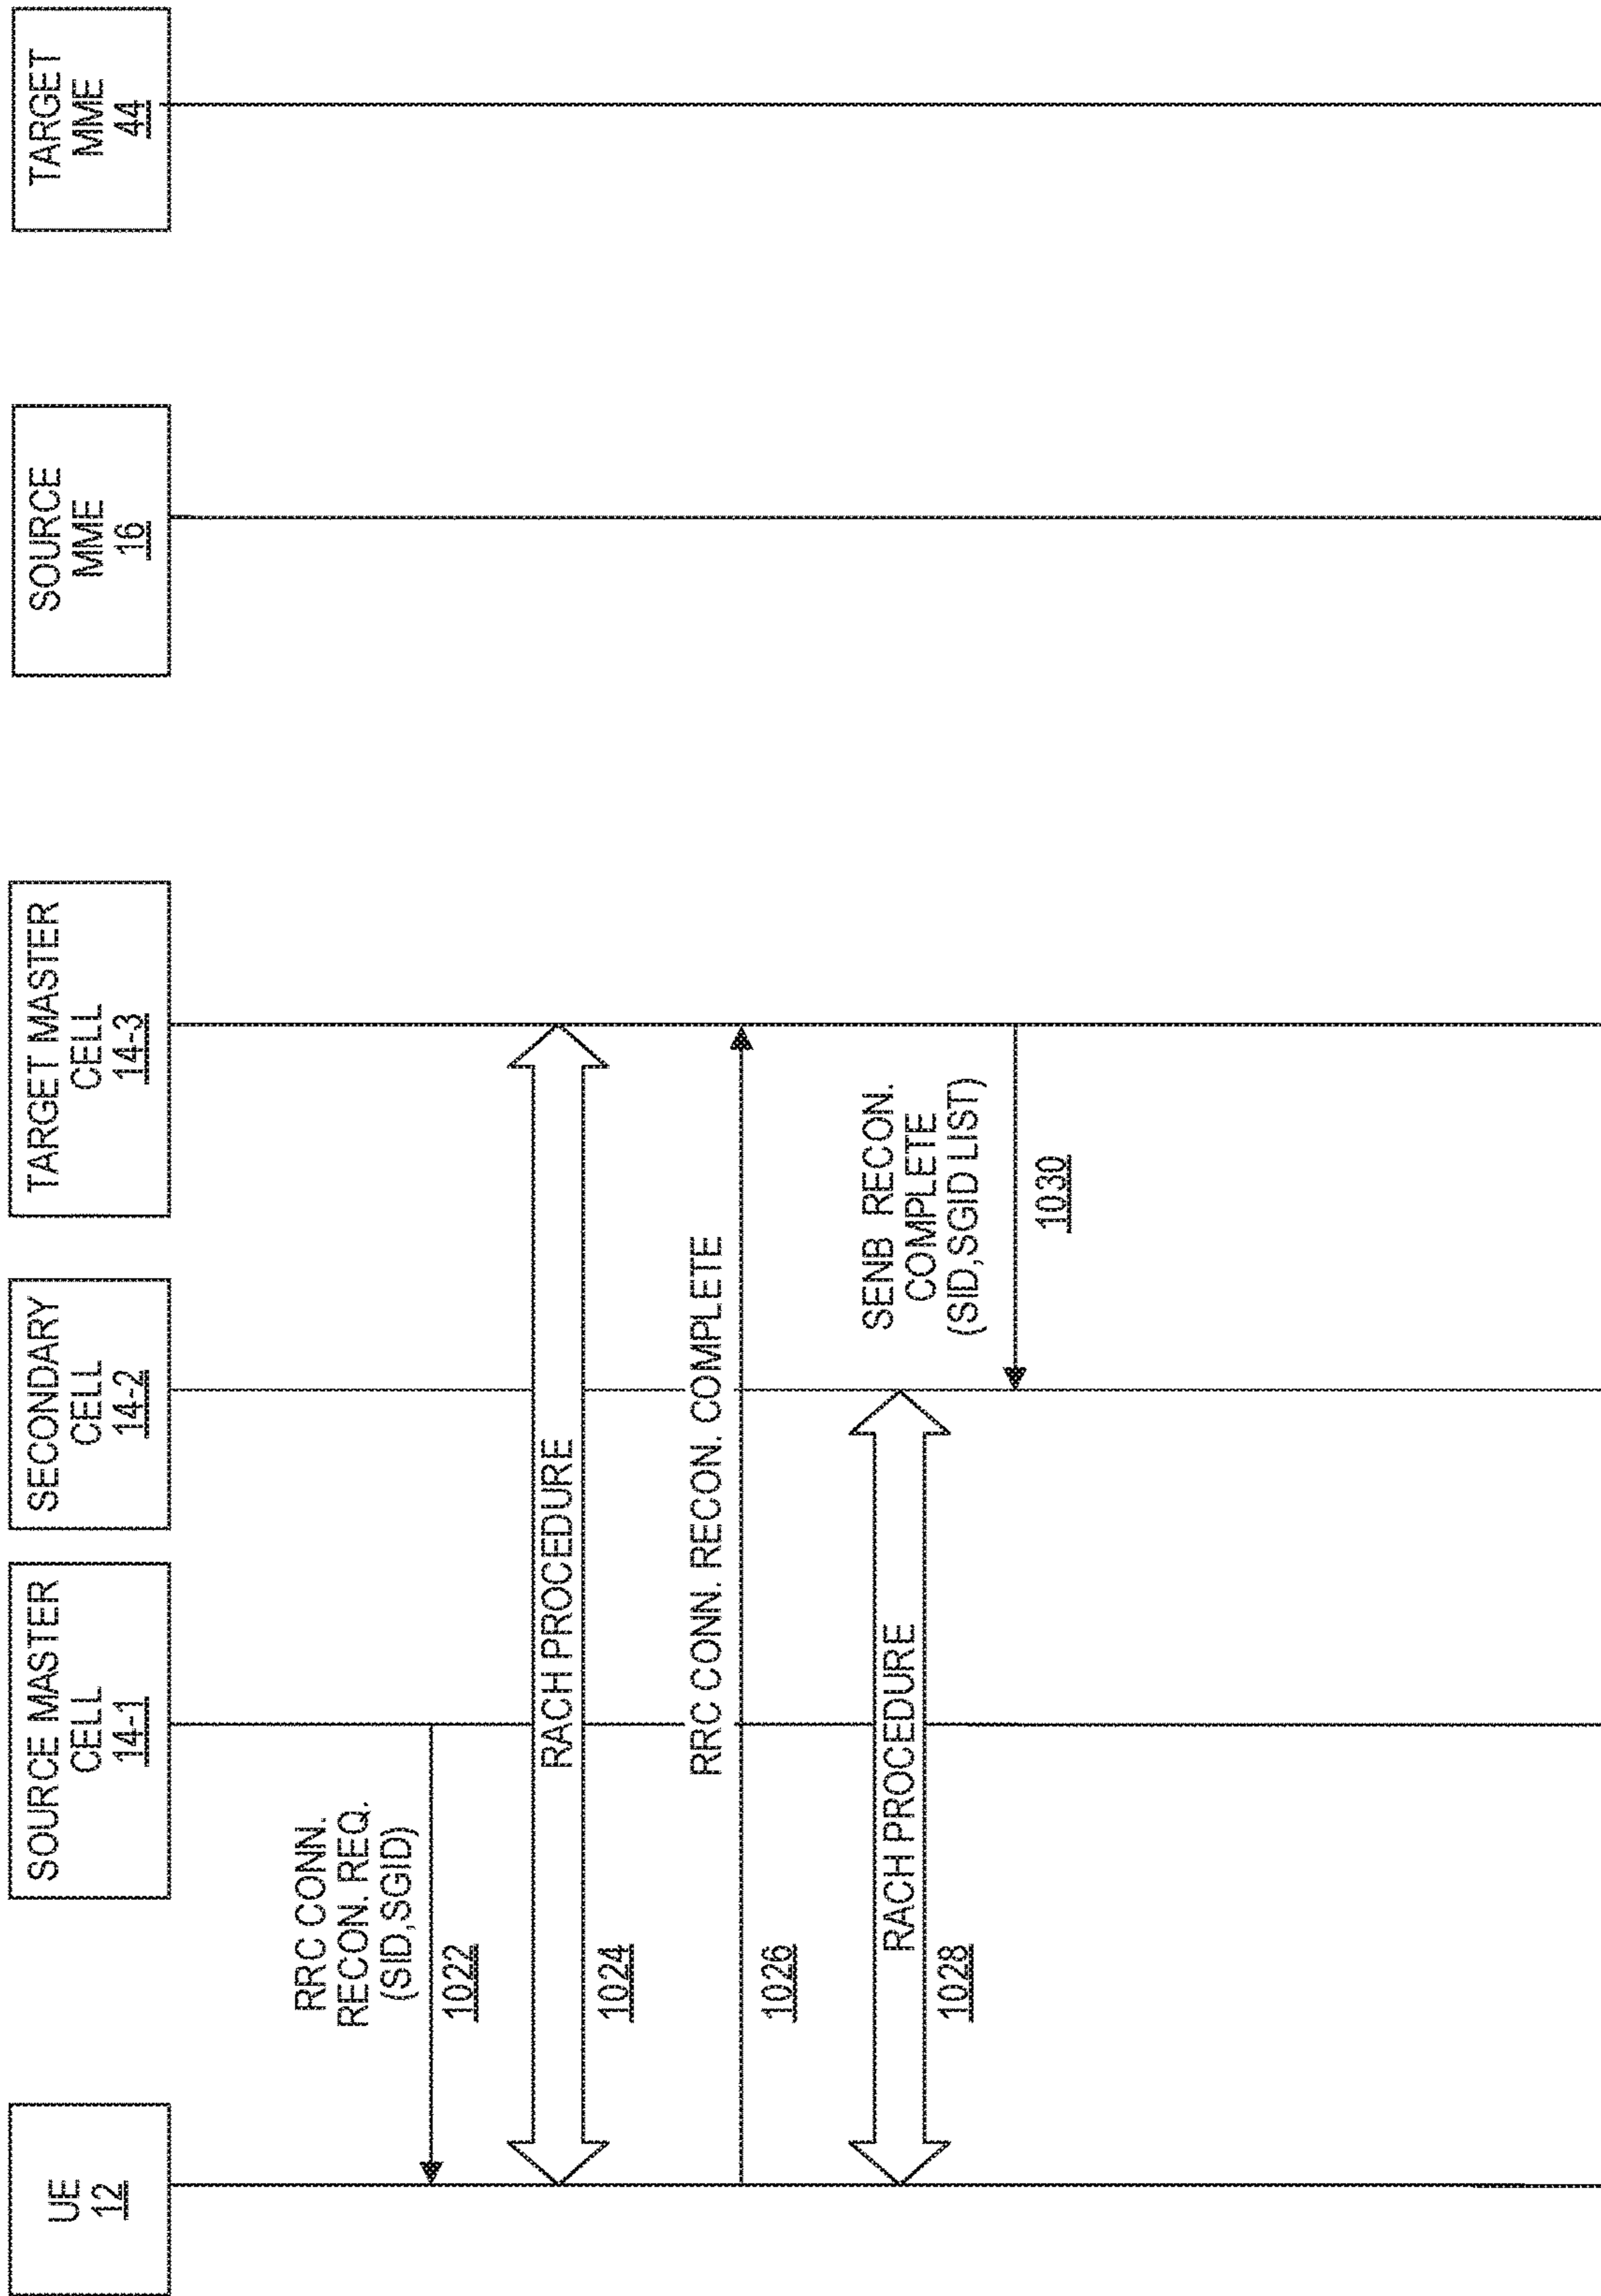 UE
12
SOURCE MASTER
CELL
14-1
SECONDARY
CELL
14-2
TARGET MASTER
CELL
14-3
SOURCE
MME
16
TARGET
MME
44
RRC CONN.
RECON. REQ.
(SID,SGID)
1022
RACH PROCEDURE
1024
RRC CONN. RECON. COMPLETE
1026
RACH PROCEDURE
1028
SENB RECON.
COMPLETE
(SID,SGID LIST)
1030